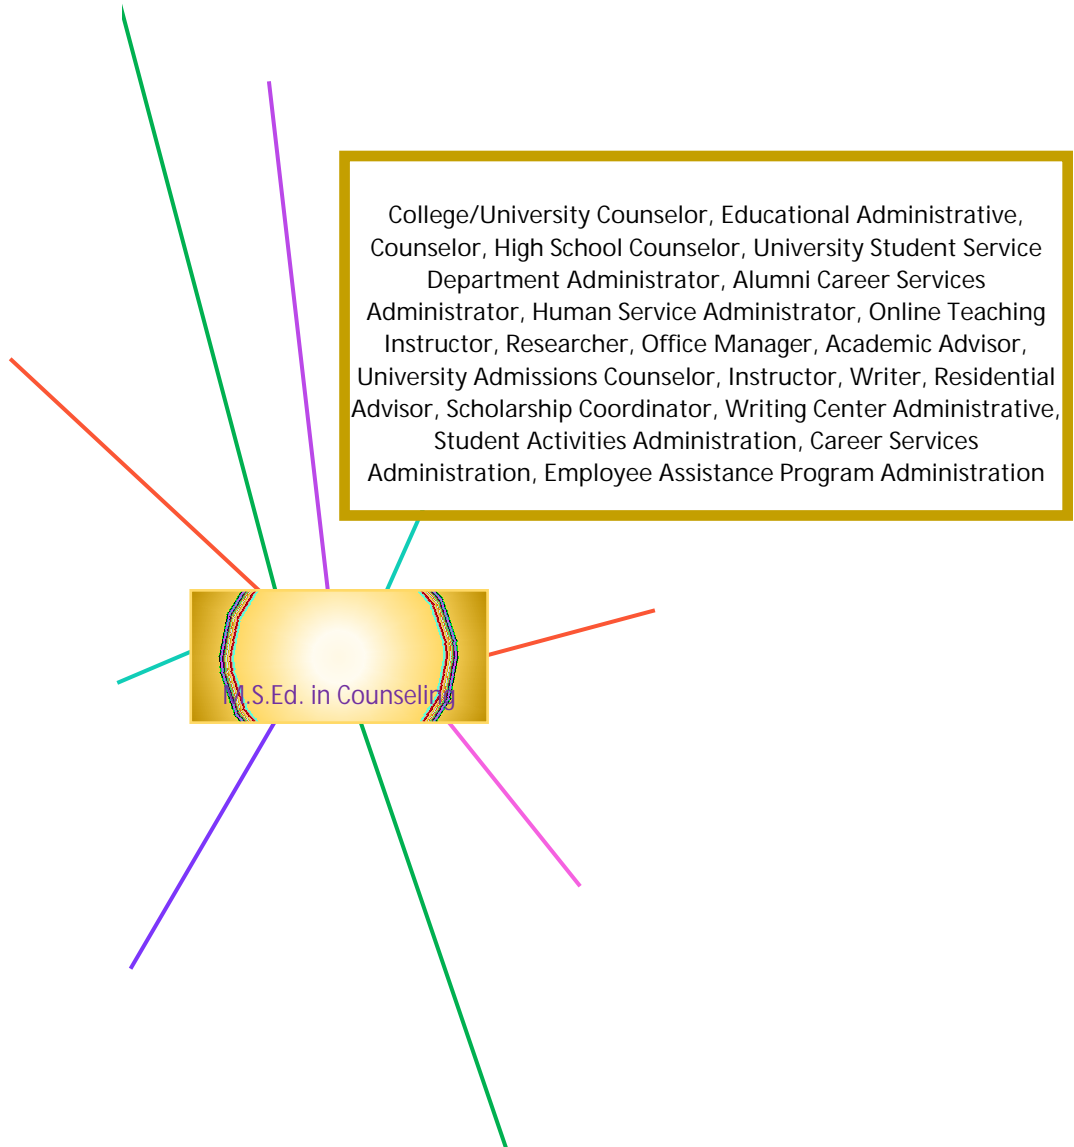 College/University Counselor, Educational Administrative,
Counselor, High School Counselor, University Student Service
Department Administrator, Alumni Career Services
Administrator, Human Service Administrator, Online Teaching
Instructor, Researcher, Office Manager, Academic Advisor,
University Admissions Counselor, Instructor, Writer, Residential
Advisor, Scholarship Coordinator, Writing Center Administrative,
Student Activities Administration, Career Services
Administration, Employee Assistance Program Administration
M.S.Ed. in Counseling